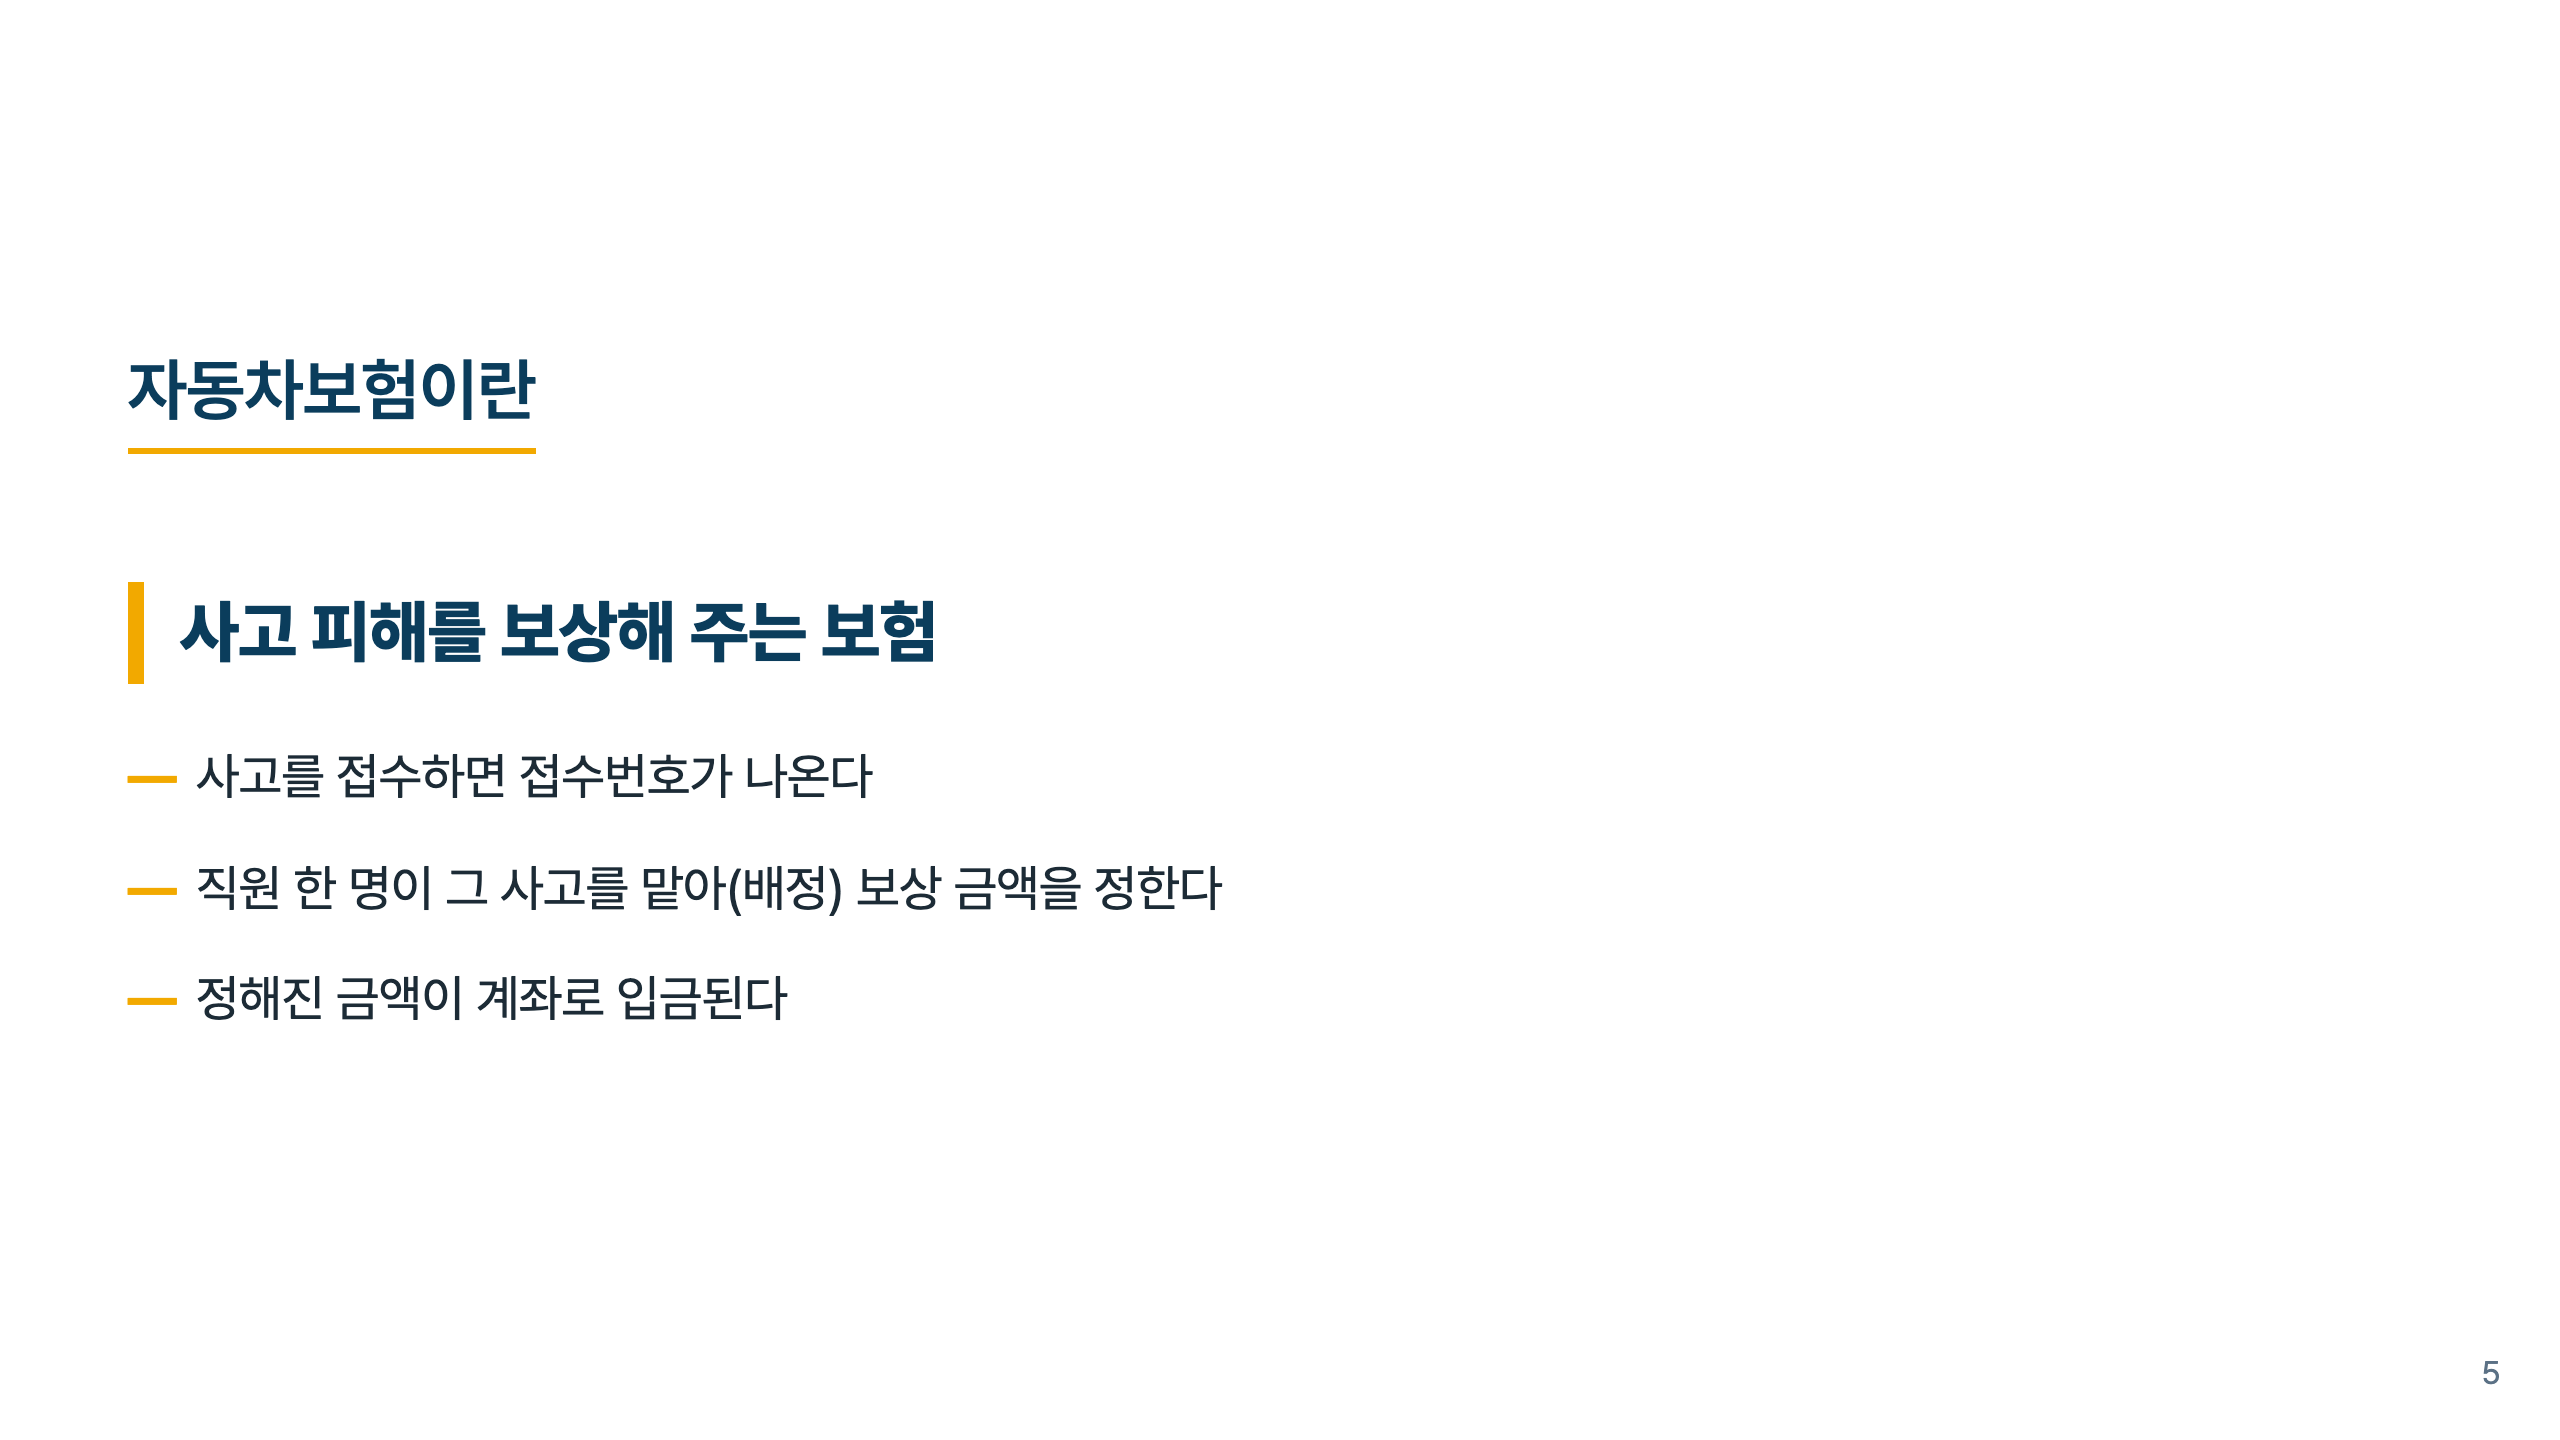 자동차보험이란
사고 피해를 보상해 주는 보험
— 사고를 접수하면 접수번호가 나온다
— 직원 한 명이 그 사고를 맡아(배정) 보상 금액을 정한다
— 정해진 금액이 계좌로 입금된다
5